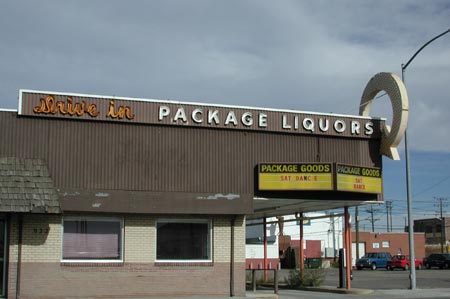 Drive in PACKAGE LIQUORS
PACKAGE GOODS
SAT DANCE
PACKAGE GOODS
SAT
DANCE